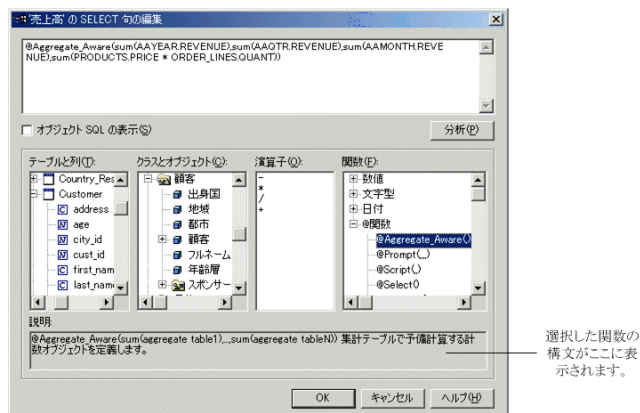 '売上高' の SELECT 句の編集
@Aggregate_Aware(sum(AAYEAR.REVENUE),sum(AAQTR.REVENUE),sum(AAMONTH.REVE
NUE),sum(PRODUCTS.PRICE * ORDER_LINES.QUANT))
オブジェクト SQL の表示(S)
分析(P)
テーブルと列(T):
Country_Res
Customer
address
age
city_id
cust_id
first_nam
last_nam
クラスとオブジェクト(C):
顧客
出身国
地域
都市
顧客
フルネーム
年齢層
スポンサー
演算子(O):
-
*
/
+
関数(F):
数値
文字型
日付
@関数
@Aggregate_Aware()
@Prompt(,,,)
@Script(,)
@Select()
説明:
@Aggregate_Aware(sum(aggregate table1),...,sum(aggregate tableN)) 集計テーブルで予備計算する計
数オブジェクトを定義します。
選択した関数の
構文がここに表
示されます。
OK
キャンセル
ヘルプ(H)